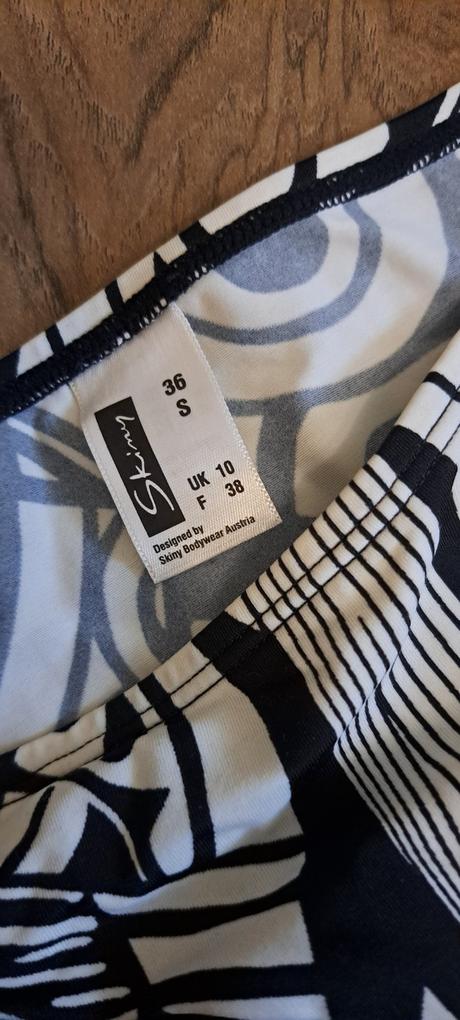 36
S
Skiny
UK 10
F 38
Designed by
Skiny Bodywear Austria